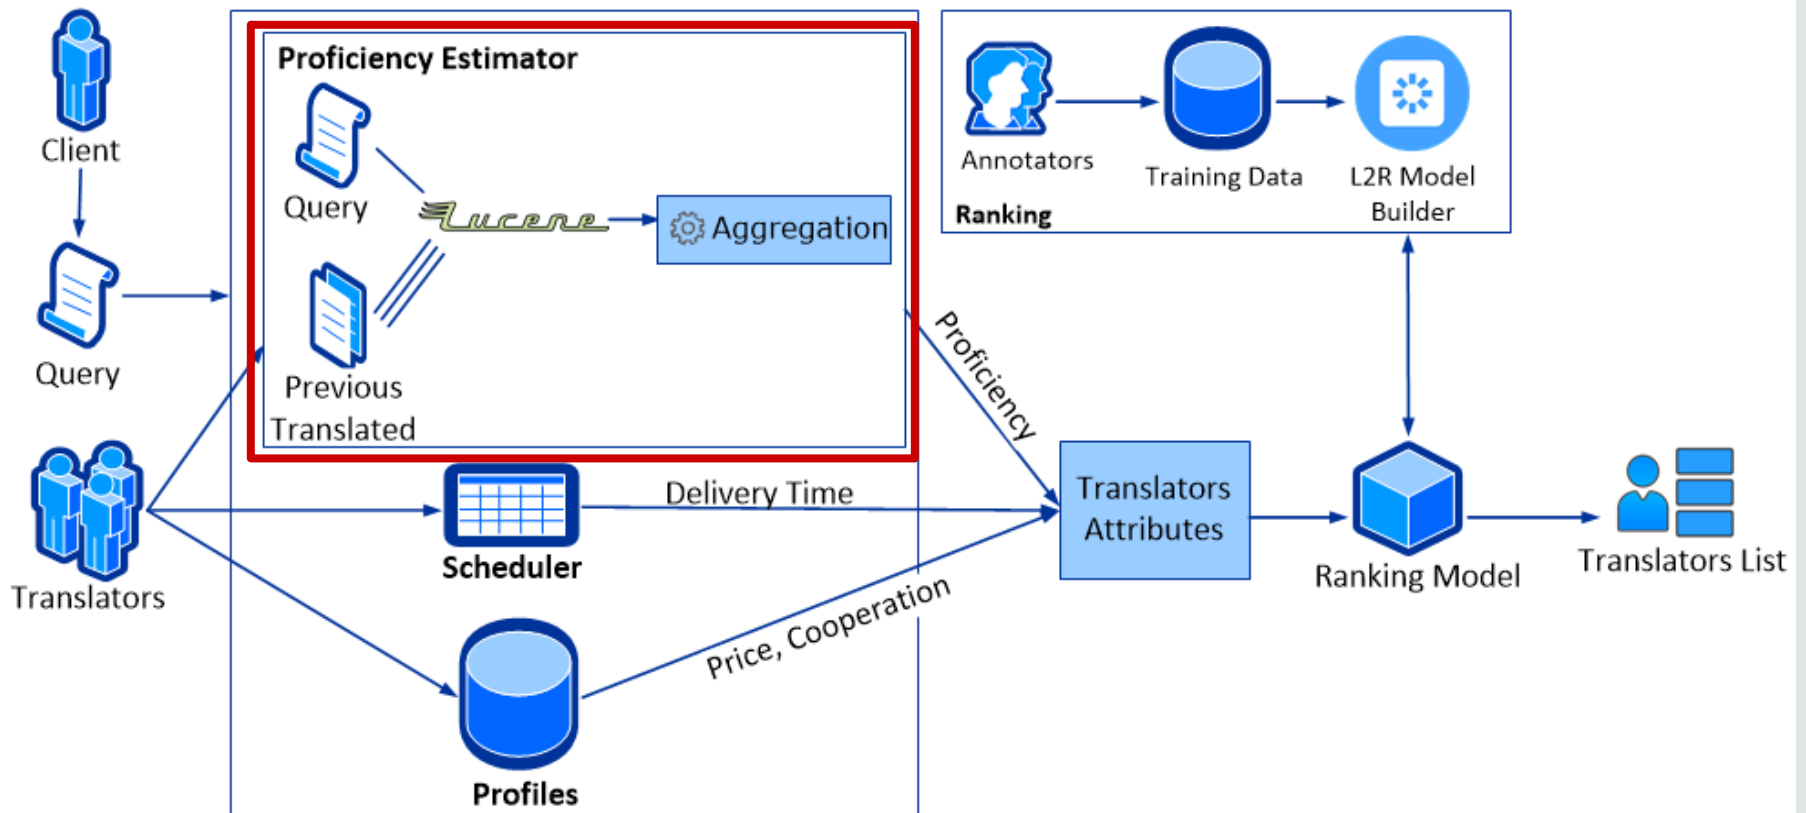 Client
Query
Translators
Proficiency Estimator
Query
Lucene
Aggregation
Previous
Translated
Scheduler
Profiles
Proficiency
Delivery Time
Price, Cooperation
Annotators
Training Data
L2R Model
Builder
Ranking
Translators
Attributes
Ranking Model
Translators List